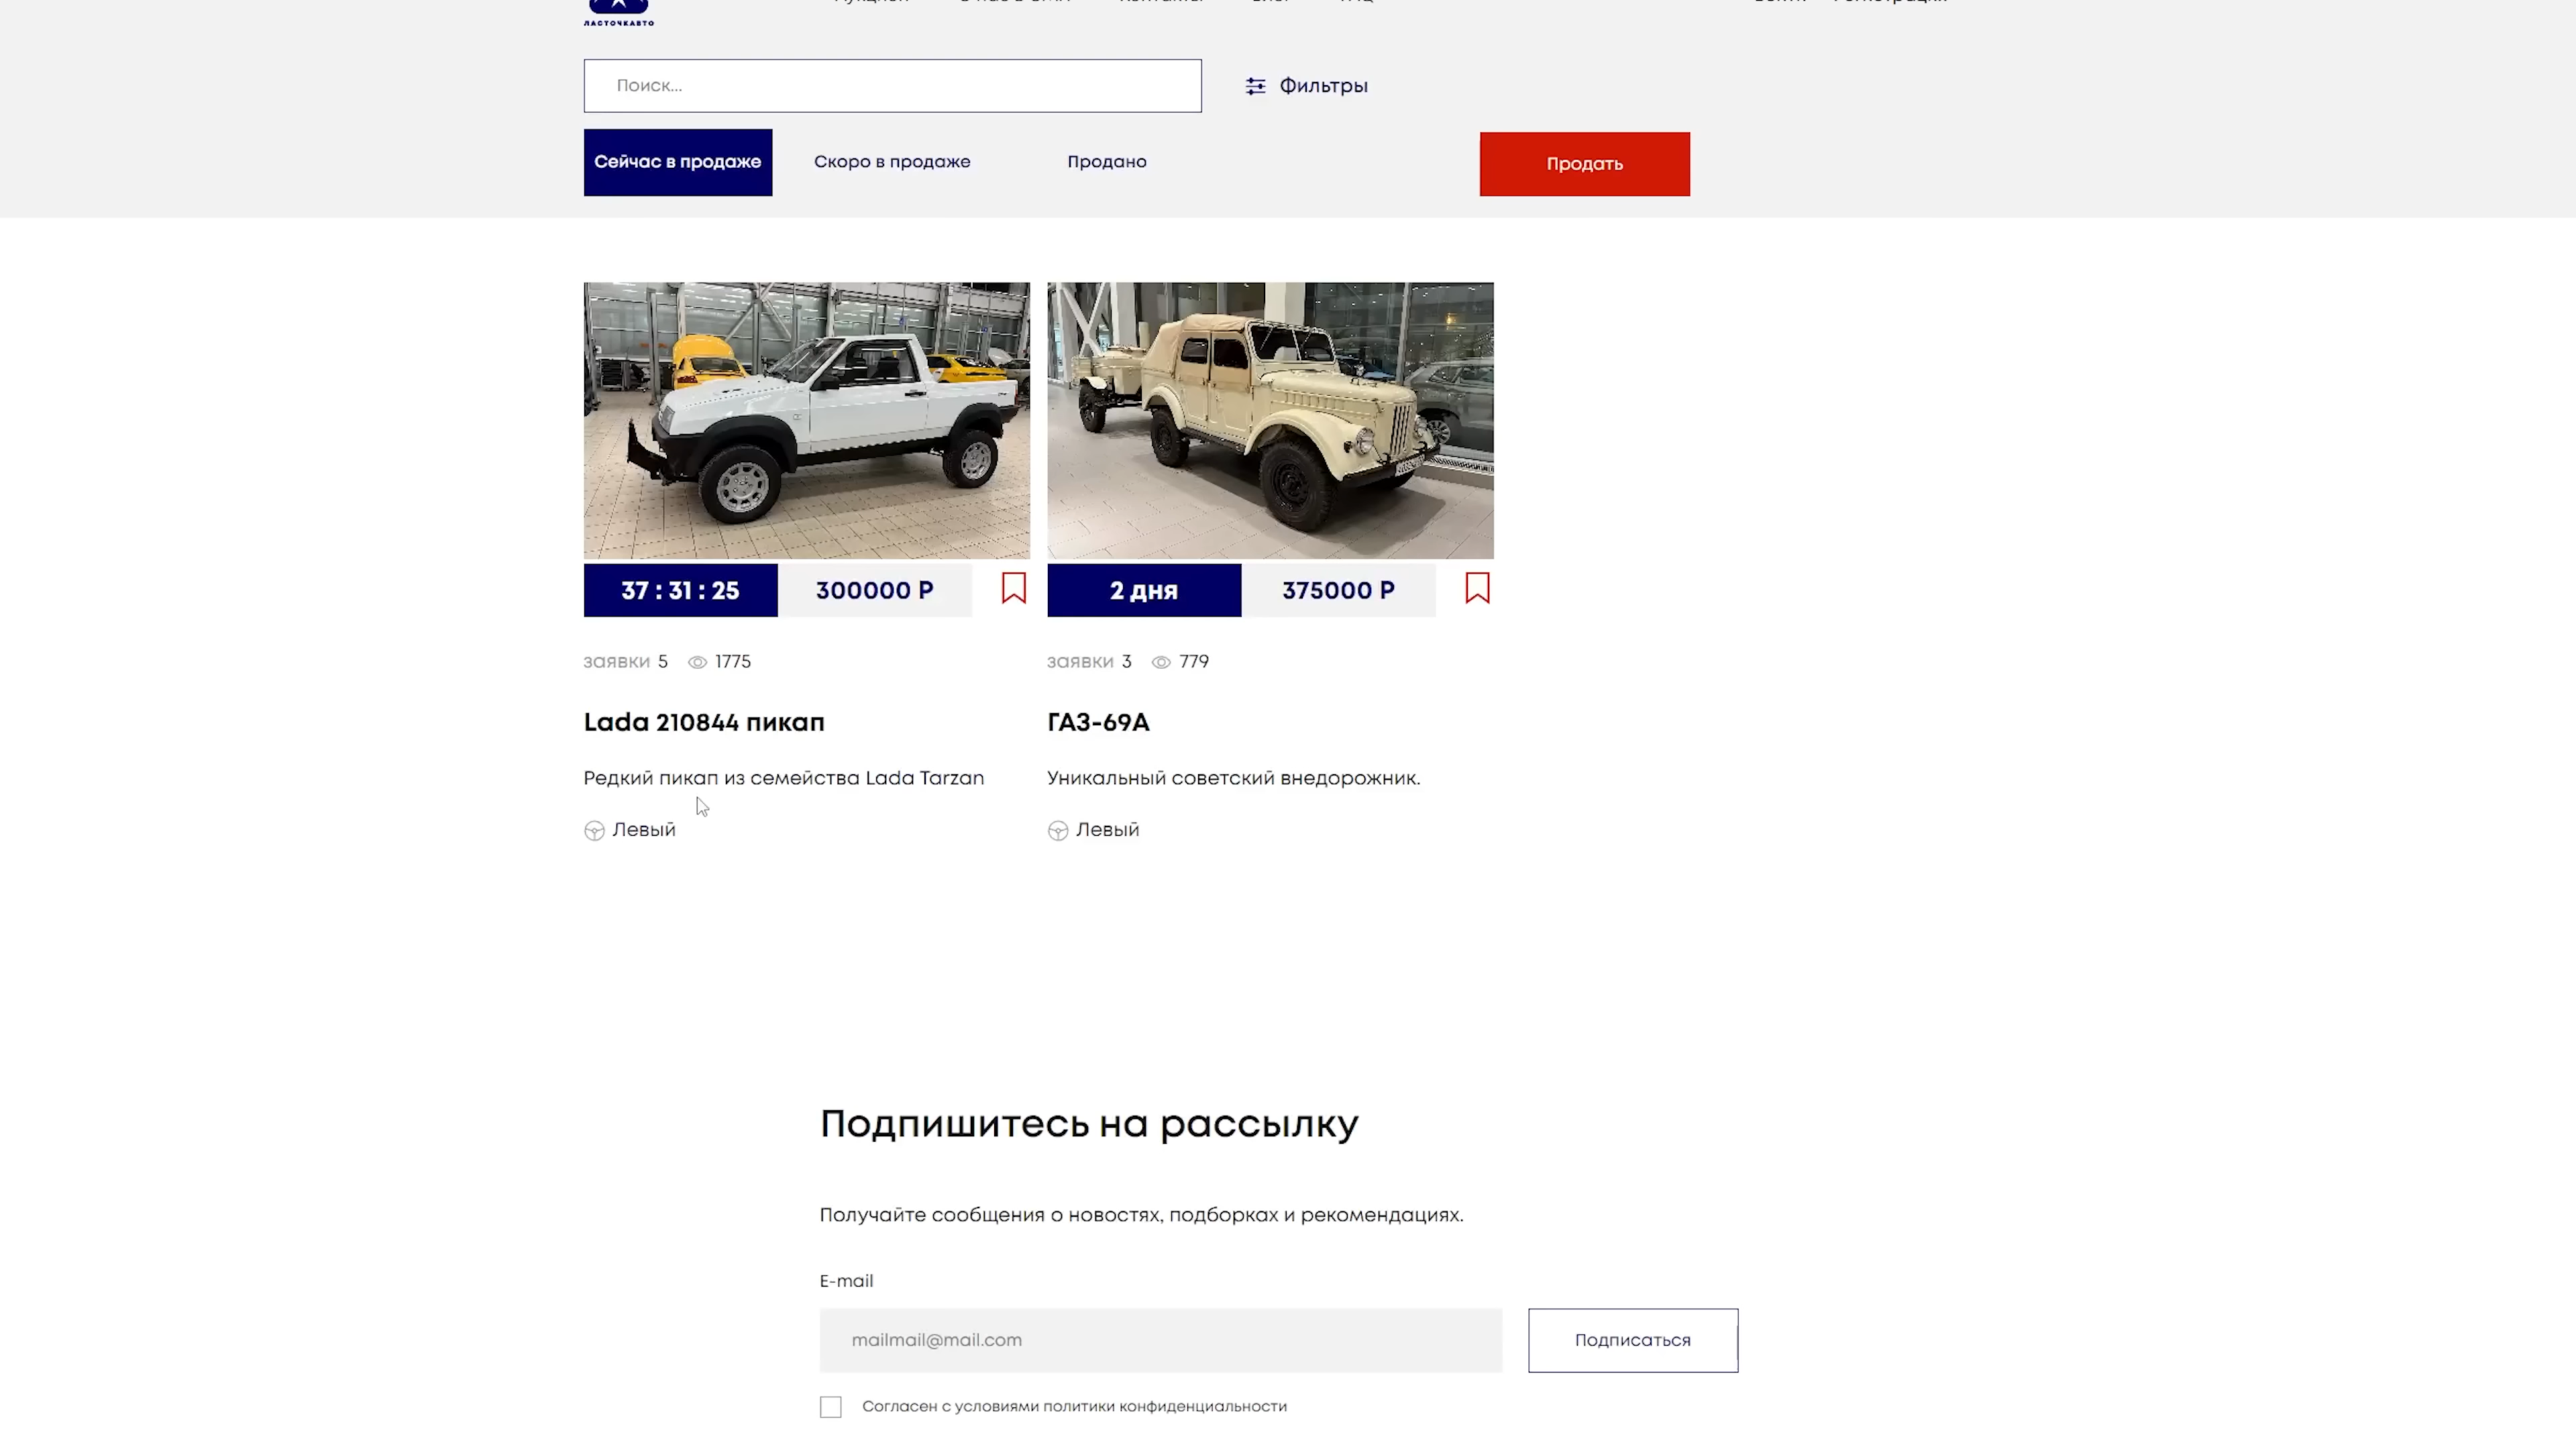 ЛАСТОЧКАВТО
Поиск...
Фильтры
Сейчас в продаже
Скоро в продаже
Продано
Продать
37 : 31 : 25
300000 Р
2 дня
375000 Р
заявки 5 1775
заявки 3 779
Lada 210844 пикап
ГАЗ-69А
Редкий пикап из семейства Lada Tarzan
Уникальный советский внедорожник.
Левый
Левый
Подпишитесь на рассылку
Получайте сообщения о новостях, подборках и рекомендациях.
E-mail
mailmail@mail.com
Подписаться
Согласен с условиями политики конфиденциальности